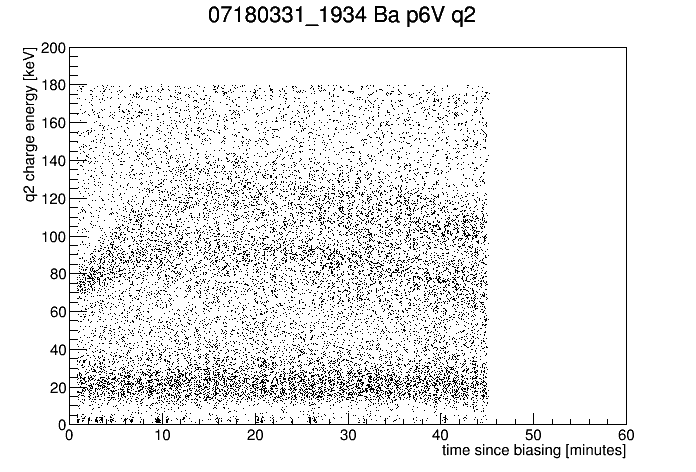 07180331_1934 Ba p6V q2
q2 charge energy [keV]
200
180
160
140
120
100
80
60
40
20
0
0 10 20 30 40 50 60
time since biasing [minutes]